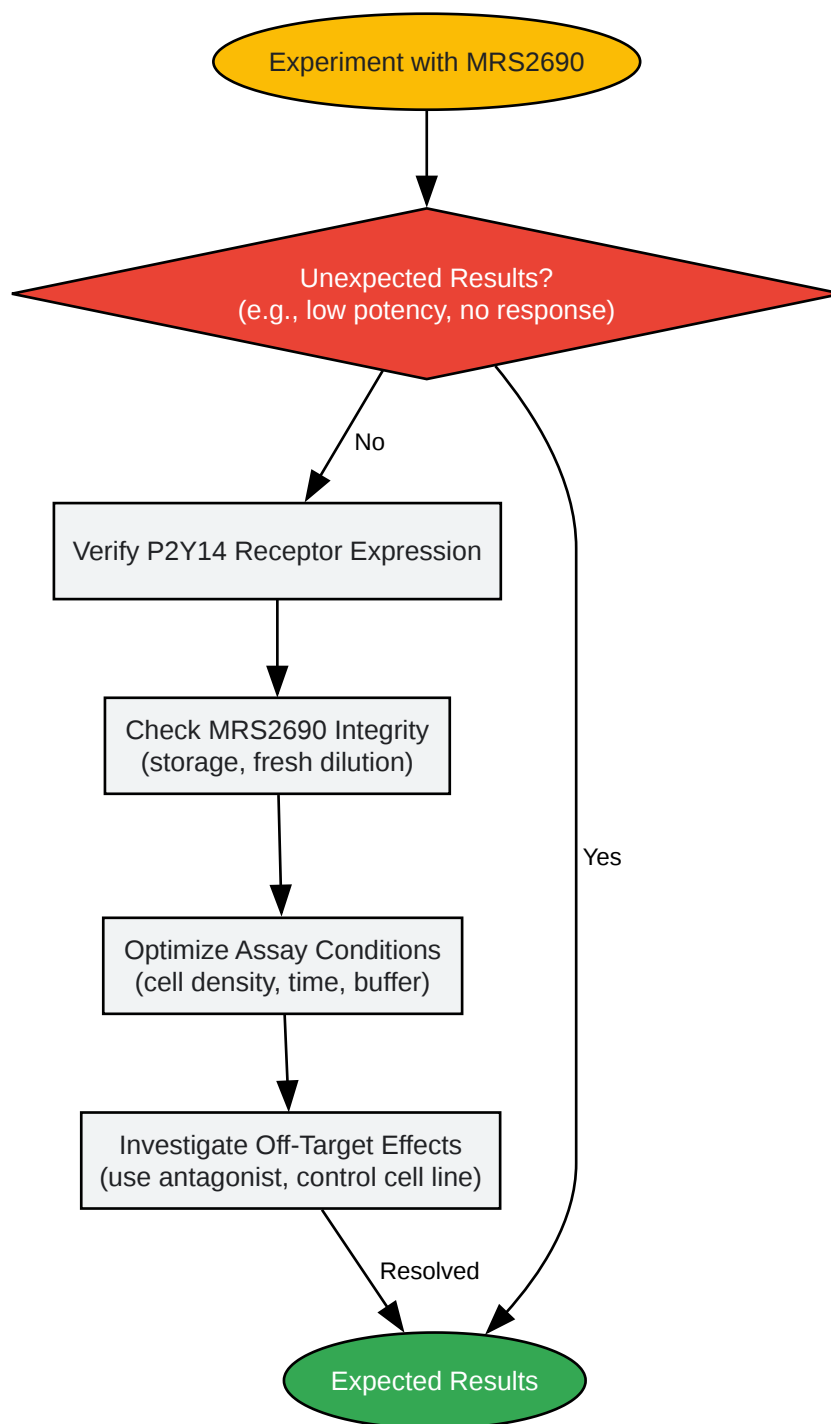 Experiment with MRS2690
Unexpected Results?
(e.g., low potency, no response)
No
Verify P2Y14 Receptor Expression
Check MRS2690 Integrity
(storage, fresh dilution)
Yes
Optimize Assay Conditions
(cell density, time, buffer)
Investigate Off-Target Effects
(use antagonist, control cell line)
Resolved
Expected Results